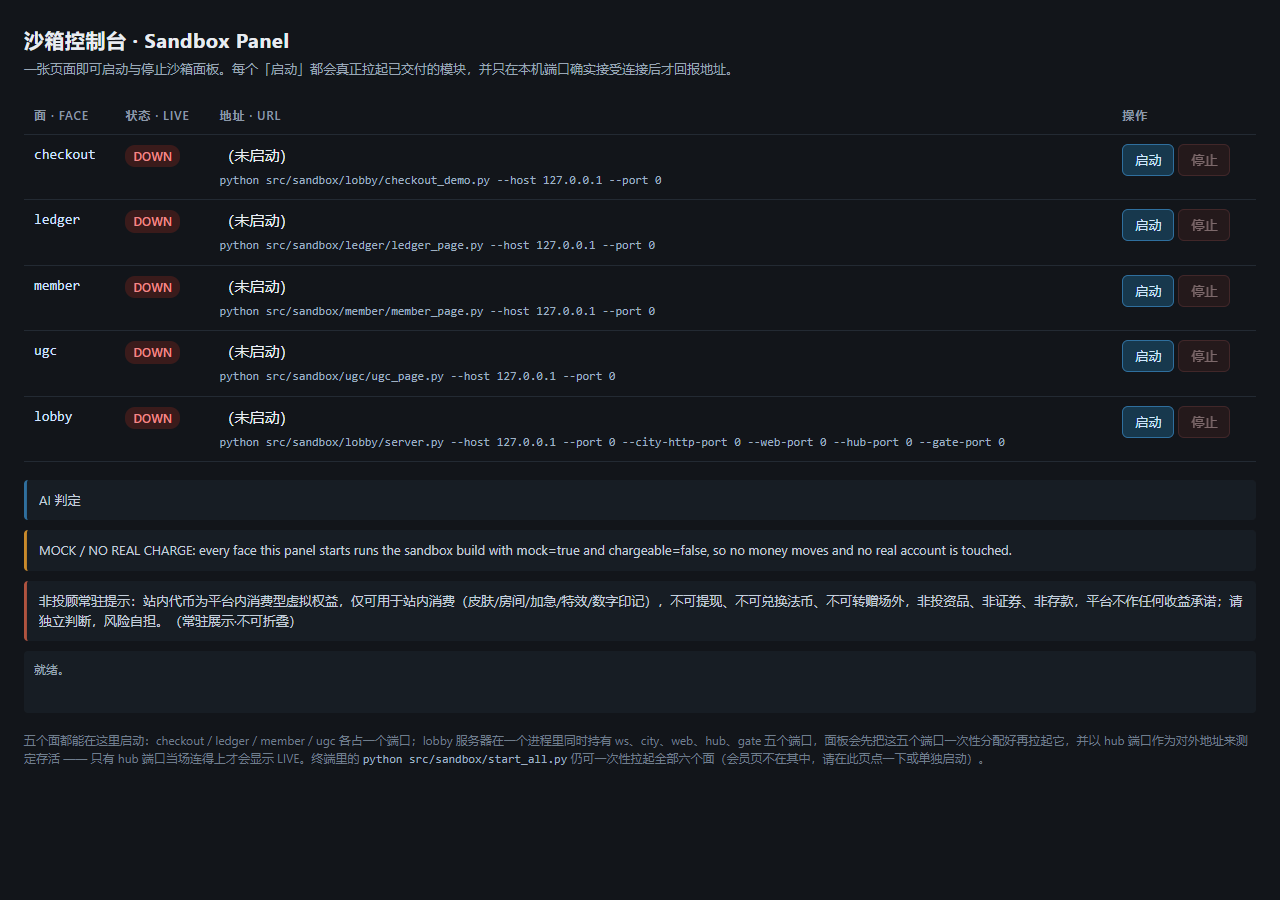 沙箱控制台 · Sandbox Panel
一张页面即可启动与停止沙箱面板。每个「启动」都会真正拉起已交付的模块，并只在本机端口确实接受连接后才回报地址。
面 · FACE 状态 · LIVE 地址 · URL 操作
checkout DOWN （未启动） 启动 停止
python src/sandbox/lobby/checkout_demo.py --host 127.0.0.1 --port 0
ledger DOWN （未启动） 启动 停止
python src/sandbox/ledger/ledger_page.py --host 127.0.0.1 --port 0
member DOWN （未启动） 启动 停止
python src/sandbox/member/member_page.py --host 127.0.0.1 --port 0
ugc DOWN （未启动） 启动 停止
python src/sandbox/ugc/ugc_page.py --host 127.0.0.1 --port 0
lobby DOWN （未启动） 启动 停止
python src/sandbox/lobby/server.py --host 127.0.0.1 --port 0 --city-http-port 0 --web-port 0 --hub-port 0 --gate-port 0
AI 判定
MOCK / NO REAL CHARGE: every face this panel starts runs the sandbox build with mock=true and chargeable=false, so no money moves and no real account is touched.
非投顾常驻提示：站内代币为平台内消费型虚拟权益，仅可用于站内消费（皮肤/房间/加急/特效/数字印记），不可提现、不可兑换法币、不可转赠场外，非投资品、非证券、非存款，平台不作任何收益承诺；请
独立判断，风险自担。（常驻展示·不可折叠）
就绪。
五个面都能在这里启动：checkout / ledger / member / ugc 各占一个端口；lobby 服务器在一个进程里同时持有 ws、city、web、hub、gate 五个端口，面板会先把这五个端口一次性分配好再拉起它，并以 hub 端口作为对外地址来测
定存活 —— 只有 hub 端口当场连得上才会显示 LIVE。终端里的 python src/sandbox/start_all.py 仍可一次性拉起全部六个面（会员页不在其中，请在此页点一下或单独启动）。